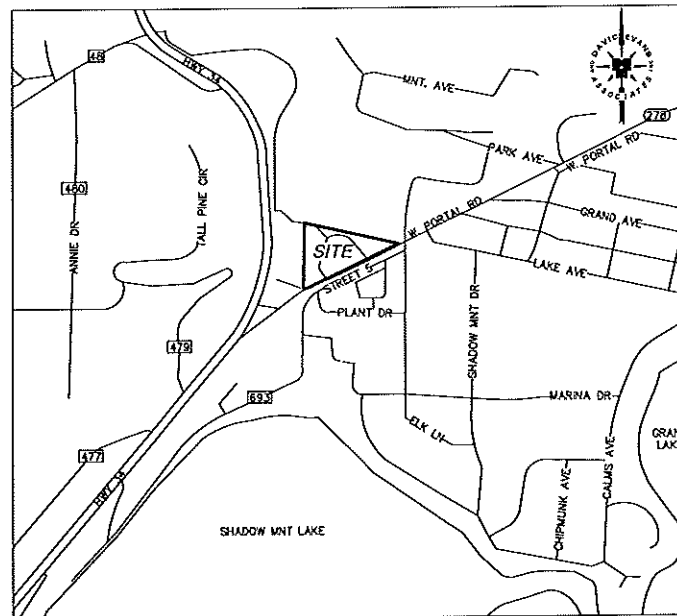 48
HWY 34
DAVID EVANS
AND ASSOCIATES INC
MNT. AVE
278
PARK AVE
W. PORTAL RD
480
ANNIE DR
TALL PINE CIR
GRAND AVE
W. PORTAL RD
SITE
STREET S
LAKE AVE
PLANT DR
SHADOW MNT DR
479
693
MARINA DR
ELK LN
477
HWY 34
CHIPMUNK AVE
CALMS AVE
GRAN
LAK
SHADOW MNT LAKE